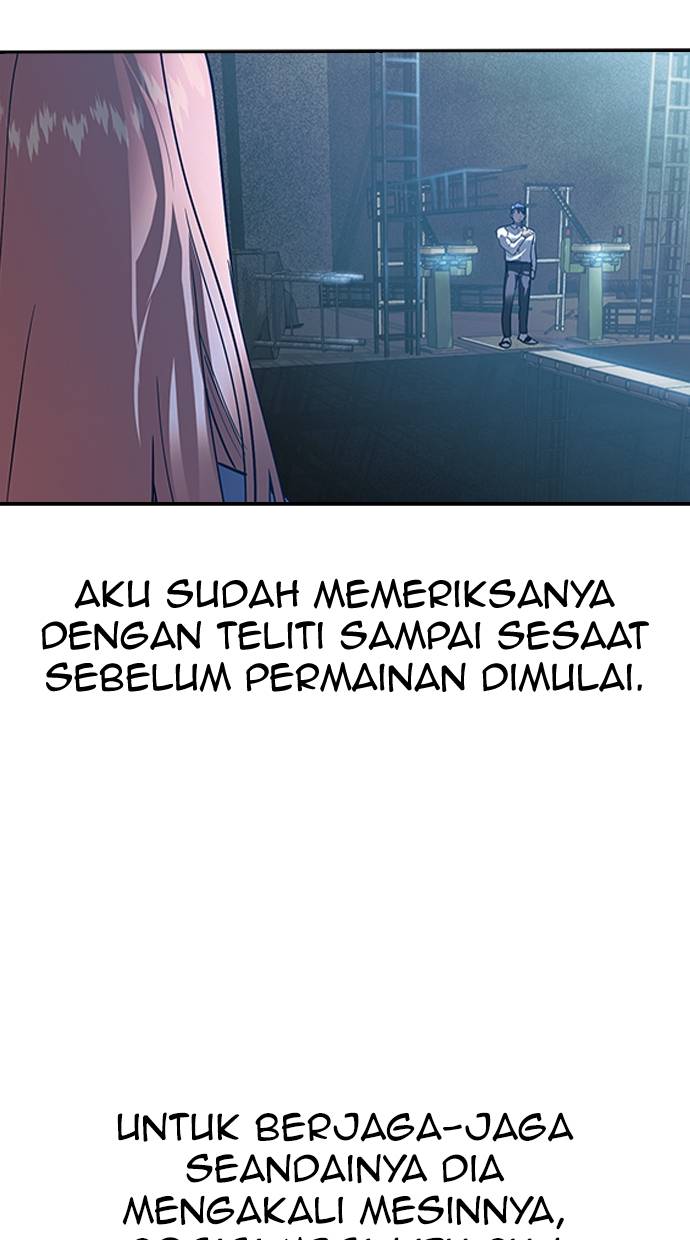 AKU SUDAH MEMERIKSANYA
DENGAN TELITI SAMPAI SESAAT
SEBELUM PERMAINAN DIMULAI.
UNTUK BERJAGA-JAGA
SEANDAINYA DIA
MENGAKALI MESINNYA,